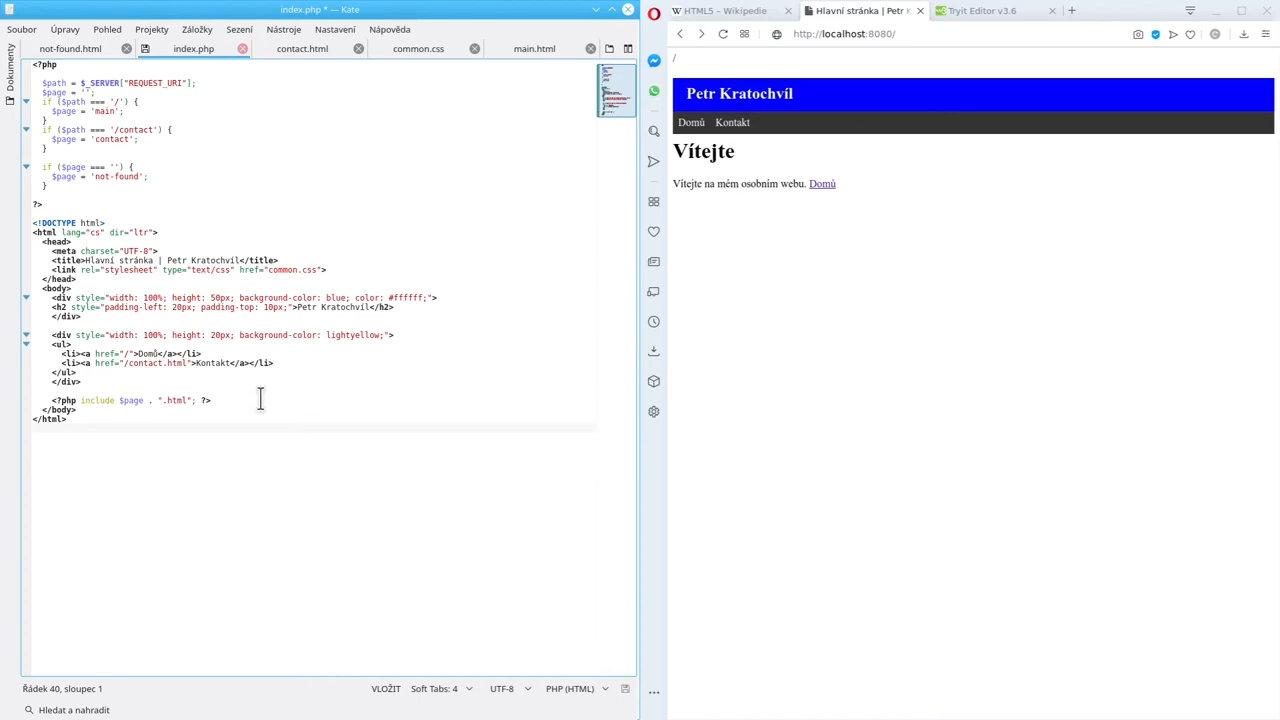 index.php * — Kate
Soubor Úpravy Pohled Projekty Záložky Sezení Nástroje Nastavení Nápověda
not-found.html index.php contact.html common.css main.html
Dokumenty
<?php
$path = $_SERVER["REQUEST_URI"];
$page = '';
if ($path === '/') {
$page = 'main';
}
if ($path === '/contact') {
$page = 'contact';
}
if ($page === '') {
$page = 'not-found';
}
?>
<!DOCTYPE html>
<html lang="cs" dir="ltr">
<head>
<meta charset="UTF-8">
<title>Hlavní stránka | Petr Kratochvíl</title>
<link rel="stylesheet" type="text/css" href="common.css">
</head>
<body>
<div style="width: 100%; height: 50px; background-color: blue; color: #ffffff;">
<h2 style="padding-left: 20px; padding-top: 10px;">Petr Kratochvíl</h2>
</div>
<div style="width: 100%; height: 20px; background-color: lightyellow;">
<ul>
<li><a href="/">Domů</a></li>
<li><a href="/contact.html">Kontakt</a></li>
</ul>
</div>
<?php include $page . ".html"; ?>
</body>
</html>
Řádek 40, sloupec 1 VLOŽIT Soft Tabs: 4 UTF-8 PHP (HTML)
Hledat a nahradit
HTML5 – Wikipedie Hlavní stránka | Petr K Tryit Editor v3.6
http://localhost:8080/
/
Petr Kratochvíl
Domů Kontakt
Vítejte
Vítejte na mém osobním webu. Domů